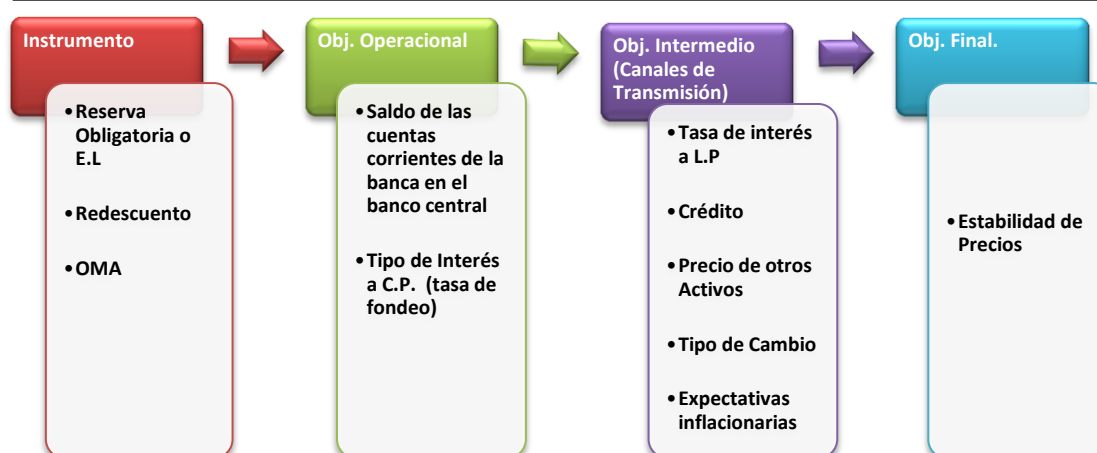 Instrumento
•Reserva
Obligatoria o
E.L
•Redescuento
•OMA
Obj. Operacional
•Saldo de las
cuentas
corrientes de la
banca en el
banco central
•Tipo de Interés
a C.P. (tasa de
fondeo)
Obj. Intermedio
(Canales de
Transmisión)
•Tasa de interés
a L.P
•Crédito
•Precio de otros
Activos
•Tipo de Cambio
•Expectativas
inflacionarias
Obj. Final.
•Estabilidad de
Precios